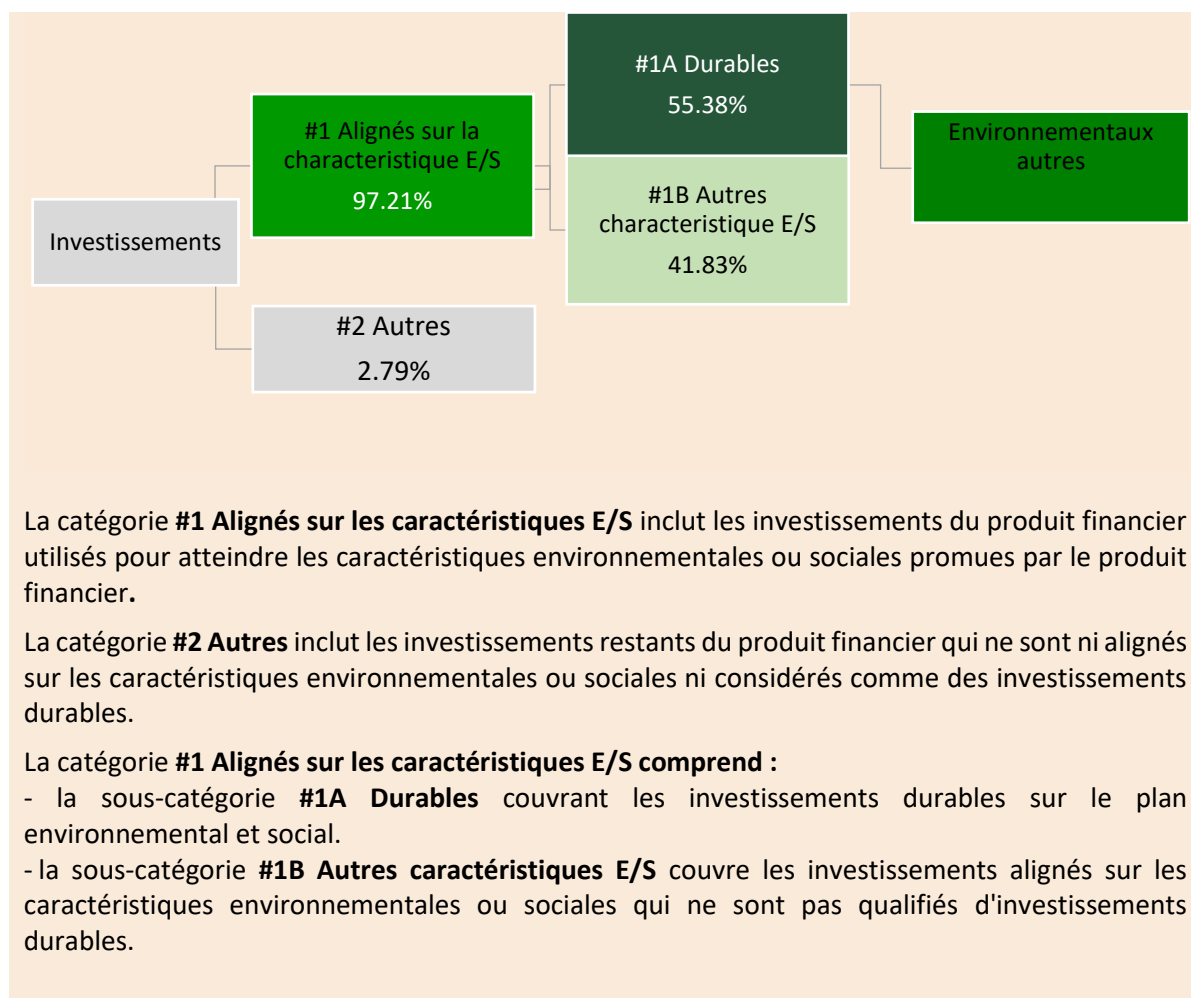 #1A Durables
55.38%
#1 Alignés sur la
characteristique E/S
97.21%
Environnementaux
autres
#1B Autres
characteristique E/S
41.83%
Investissements
#2 Autres
2.79%
La catégorie #1 Alignés sur les caractéristiques E/S inclut les investissements du produit financier
utilisés pour atteindre les caractéristiques environnementales ou sociales promues par le produit
financier.
La catégorie #2 Autres inclut les investissements restants du produit financier qui ne sont ni alignés
sur les caractéristiques environnementales ou sociales ni considérés comme des investissements
durables.
La catégorie #1 Alignés sur les caractéristiques E/S comprend :
- la sous-catégorie #1A Durables couvrant les investissements durables sur le plan
environnemental et social.
- la sous-catégorie #1B Autres caractéristiques E/S couvre les investissements alignés sur les
caractéristiques environnementales ou sociales qui ne sont pas qualifiés d'investissements
durables.